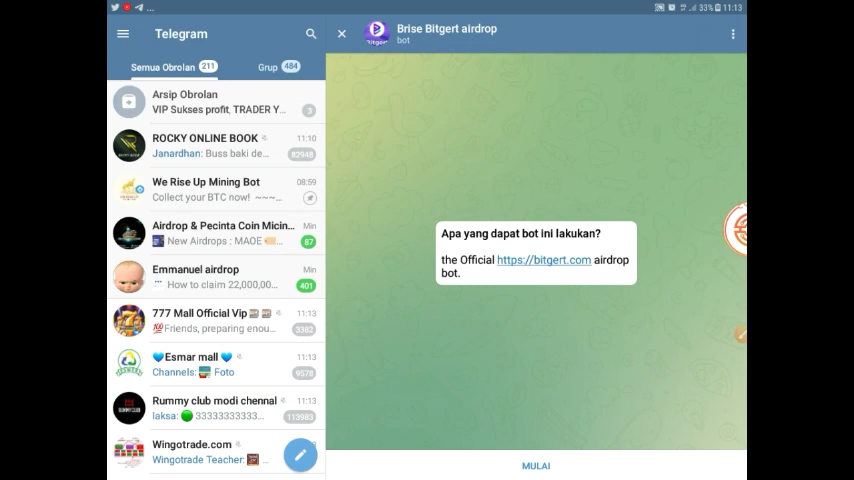 33% 11:13
Telegram
Brise Bitgert airdrop
bot
Semua Obrolan 211
Grup 484
Arsip Obrolan
VIP Sukses profit, TRADER Y... 3
ROCKY ONLINE BOOK 11:10
Janardhan: Buss baki de... 82948
We Rise Up Mining Bot 08:59
Collect your BTC now! ~~~...
Airdrop & Pecinta Coin Micin... Min
New Airdrops : MAOE ... 87
Emmanuel airdrop Min
How to claim 22,000,00... 401
777 Mall Official Vip 11:13
💯Friends, preparing enou... 3382
💙Esmar mall 💙 11:13
Channels: Foto 9578
Rummy club modi chennai 11:13
laksa: 🟢 33333333333... 113983
Wingotrade.com
Wingotrade Teacher: ...
Apa yang dapat bot ini lakukan?
the Official https://bitgert.com airdrop
bot.
MULAI